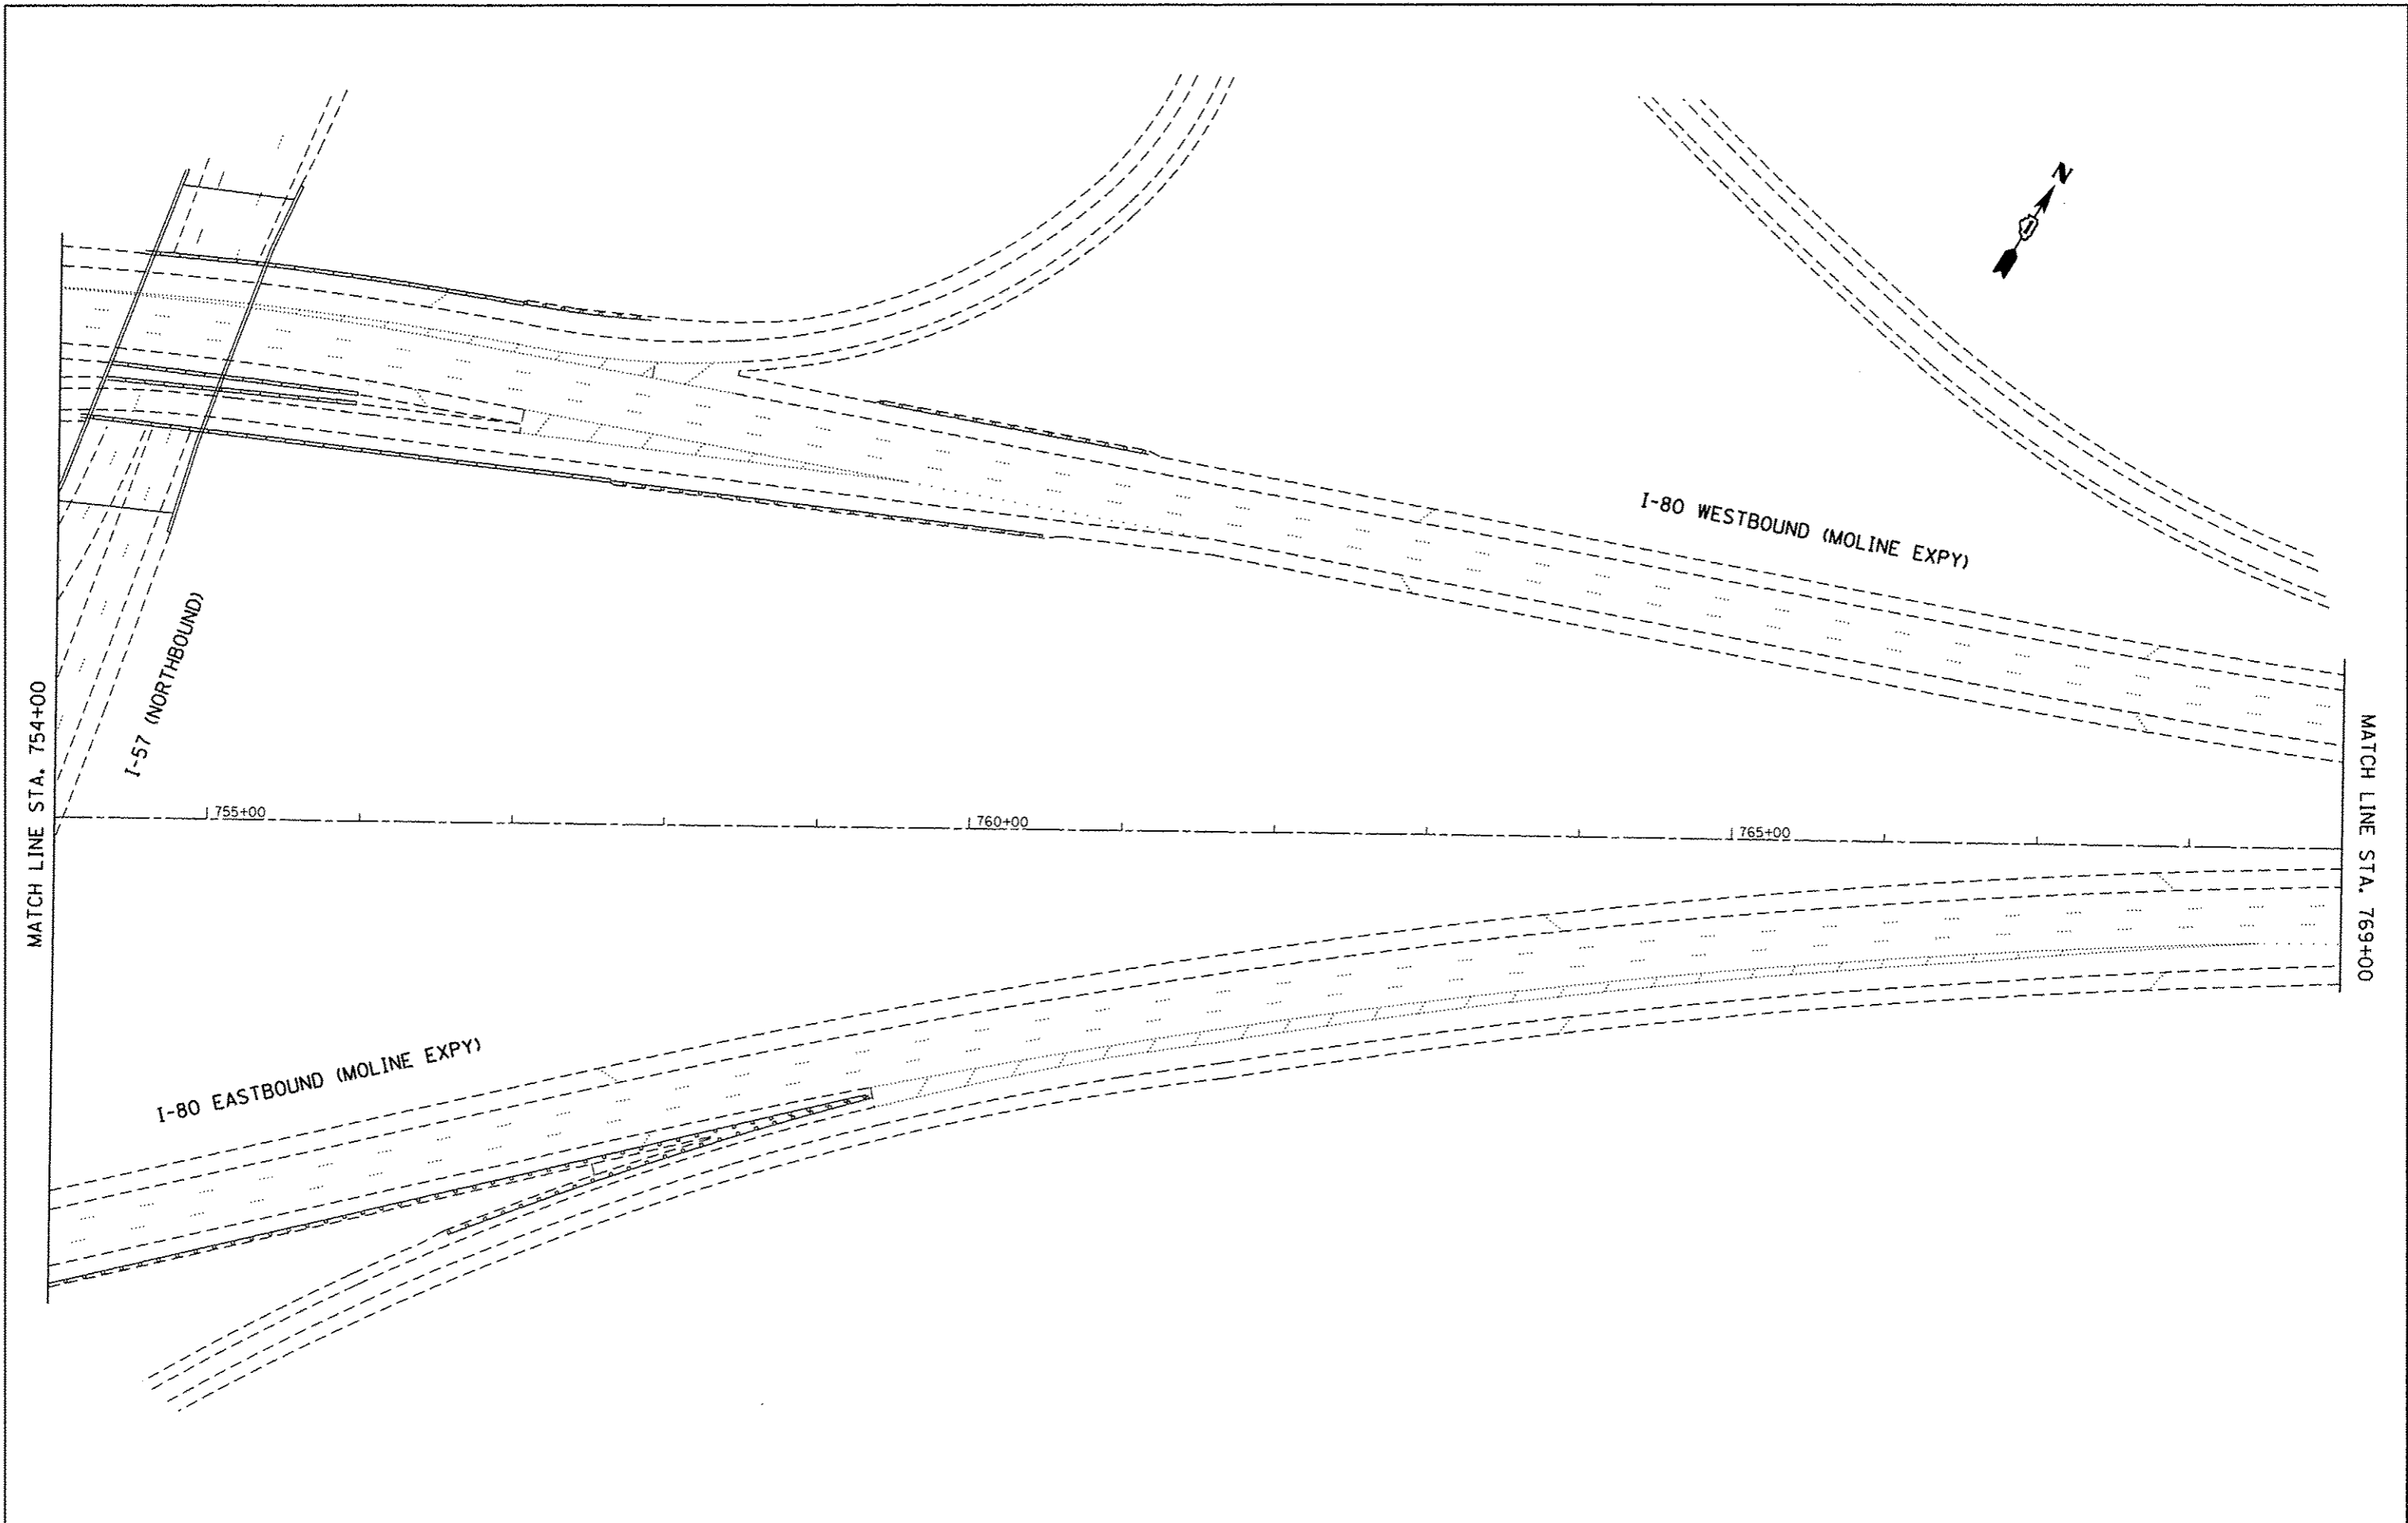 N
I-80 WESTBOUND (MOLINE EXPY)
I-57 (NORTHBOUND)
MATCH LINE STA. 754+00
MATCH LINE STA. 769+00
755+00
760+00
765+00
I-80 EASTBOUND (MOLINE EXPY)